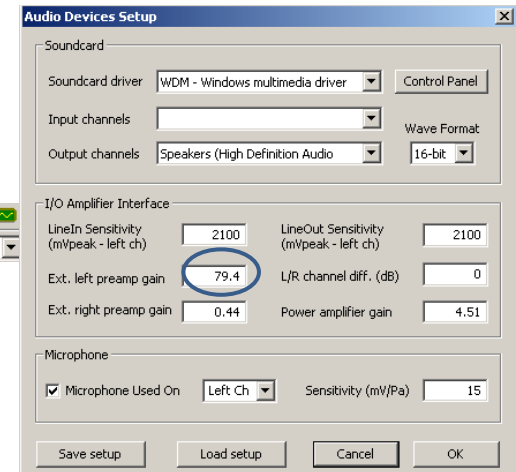 Audio Devices Setup
Soundcard
Soundcard driver WDM - Windows multimedia driver Control Panel
Input channels
Wave Format
Output channels Speakers (High Definition Audio 16-bit
I/O Amplifier Interface
LineIn Sensitivity (mVpeak - left ch) 2100
LineOut Sensitivity (mVpeak - left ch) 2100
Ext. left preamp gain 79.4 L/R channel diff. (dB) 0
Ext. right preamp gain 0.44 Power amplifier gain 4.51
Microphone
Microphone Used On Left Ch Sensitivity (mV/Pa) 15
Save setup Load setup Cancel OK